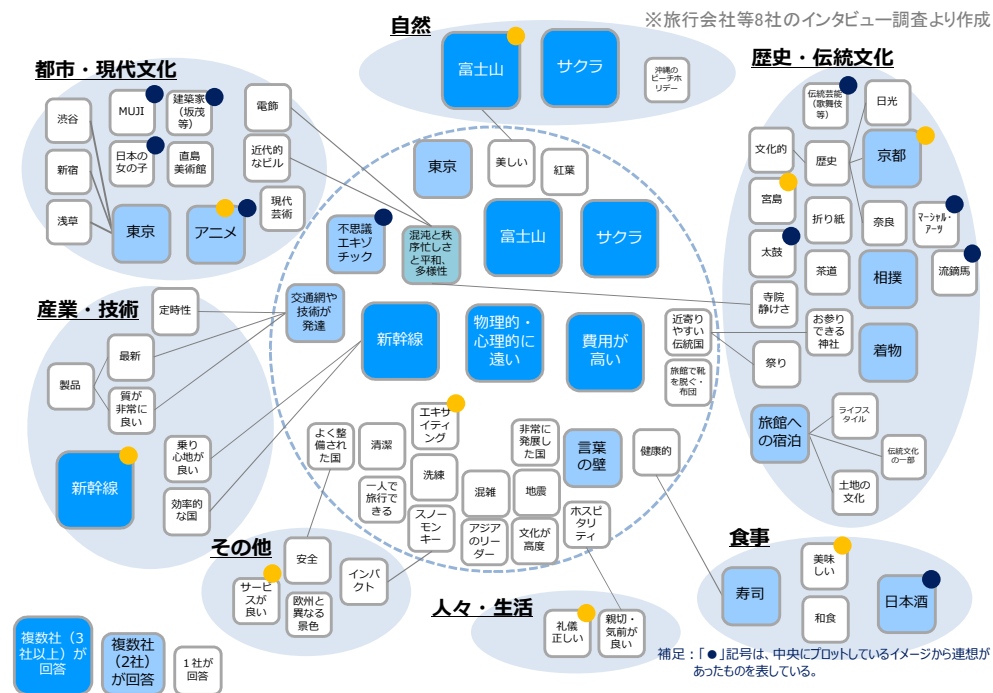 ※旅行会社等8社のインタビュー調査より作成
自然
富士山
サクラ
沖縄の
ビーチホ
リデー
都市・現代文化
渋谷
MUJI
建築家
（坂茂
等）
電飾
新宿
日本の
女の子
直島
美術館
近代的
なビル
浅草
東京
アニメ
現代
芸術
歴史・伝統文化
伝統芸能
（歌舞伎
等）
日光
文化的
歴史
京都
宮島
折り紙
奈良
マーシャル・
アーツ
太鼓
茶道
相撲
流鏑馬
寺院
静けさ
お参り
できる
神社
着物
祭り
旅館へ
の宿泊
ライフス
タイル
伝統文化
の一部
土地の
文化
東京
美しい
紅葉
不思議
エキゾ
チック
混沌と秩
序忙しさ
と平和、
多様性
富士山
サクラ
交通網や
技術が
発達
新幹線
物理的・
心理的に
遠い
費用が
高い
近寄り
やすい
伝統国
旅館で靴
を脱ぐ・
布団
よく整
備され
た国
清潔
エキサ
イティ
ング
非常に
発展し
た国
言葉
の壁
健康的
一人で
旅行で
きる
洗練
混雑
地震
スノー
モン
キー
アジア
のリー
ダー
文化が
高度
ホスピ
タリ
ティ
産業・技術
定時性
製品
最新
質が
非常に
良い
新幹線
乗り
心地が
良い
効率的
な国
その他
安全
サービ
スが
良い
欧州と
異なる
景色
インパ
クト
人々・生活
礼儀
正しい
親切・
気前が
良い
食事
寿司
美味
しい
和食
日本酒
複数社（3
社以上）が
回答
複数社
（2社）
が回答
1社が
回答
補足：「●」記号は、中央にプロットしているイメージから連想が
あったものを表している。